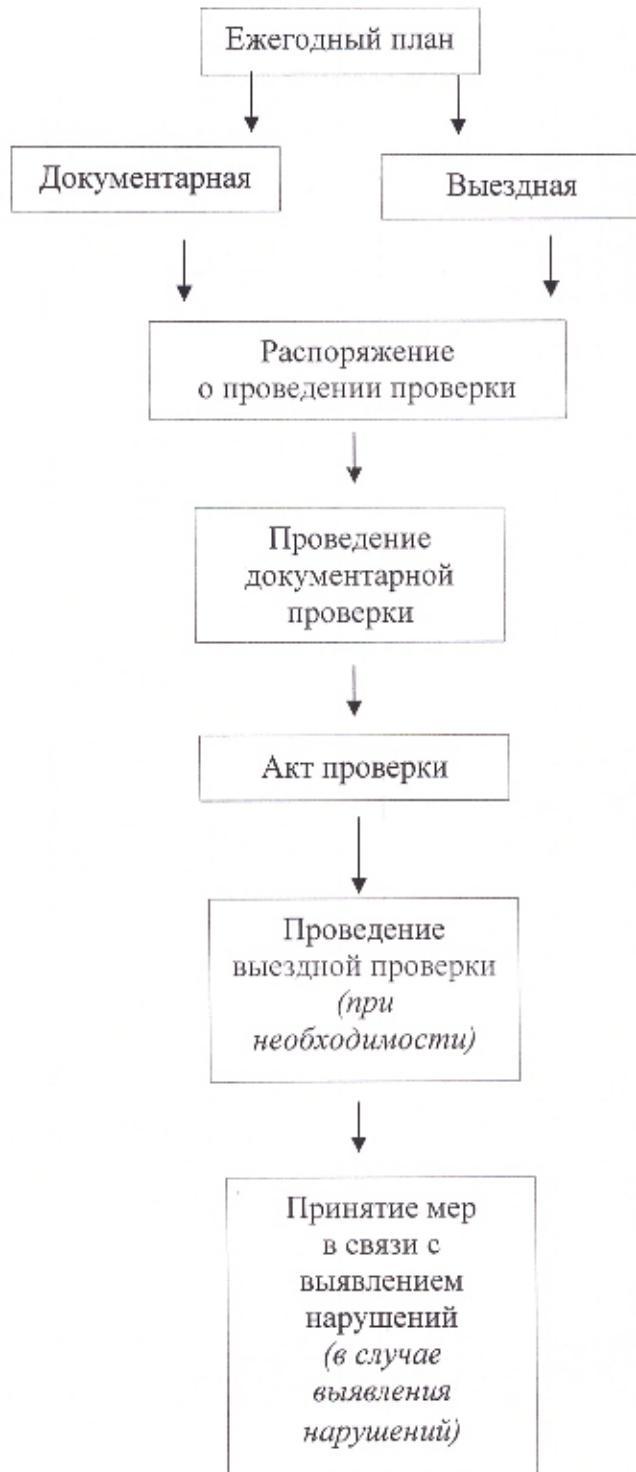 Ежегодный план
Документарная
Выездная
Распоряжение
о проведении проверки
Проведение
документарной
проверки
Акт проверки
Проведение
выездной проверки
(при
необходимости)
Принятие мер
в связи с
выявлением
нарушений
(в случае
выявления
нарушений)